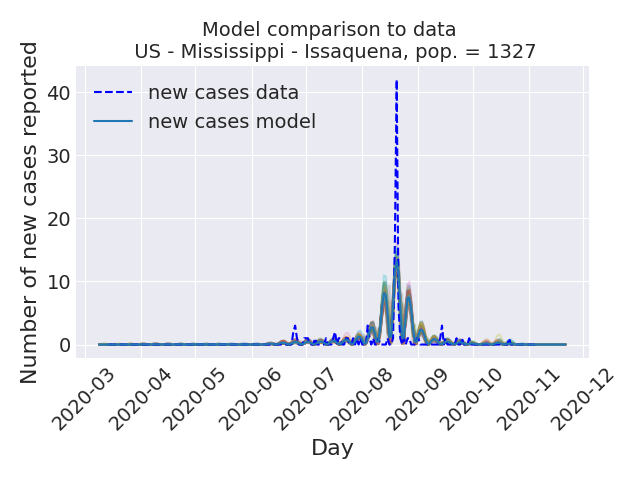 Model comparison to data
US - Mississippi - Issaquena, pop. = 1327
Number of new cases reported
40
30
20
10
0
new cases data
new cases model
2020-03
2020-04
2020-05
2020-06
2020-07
2020-08
2020-09
2020-10
2020-11
2020-12
Day